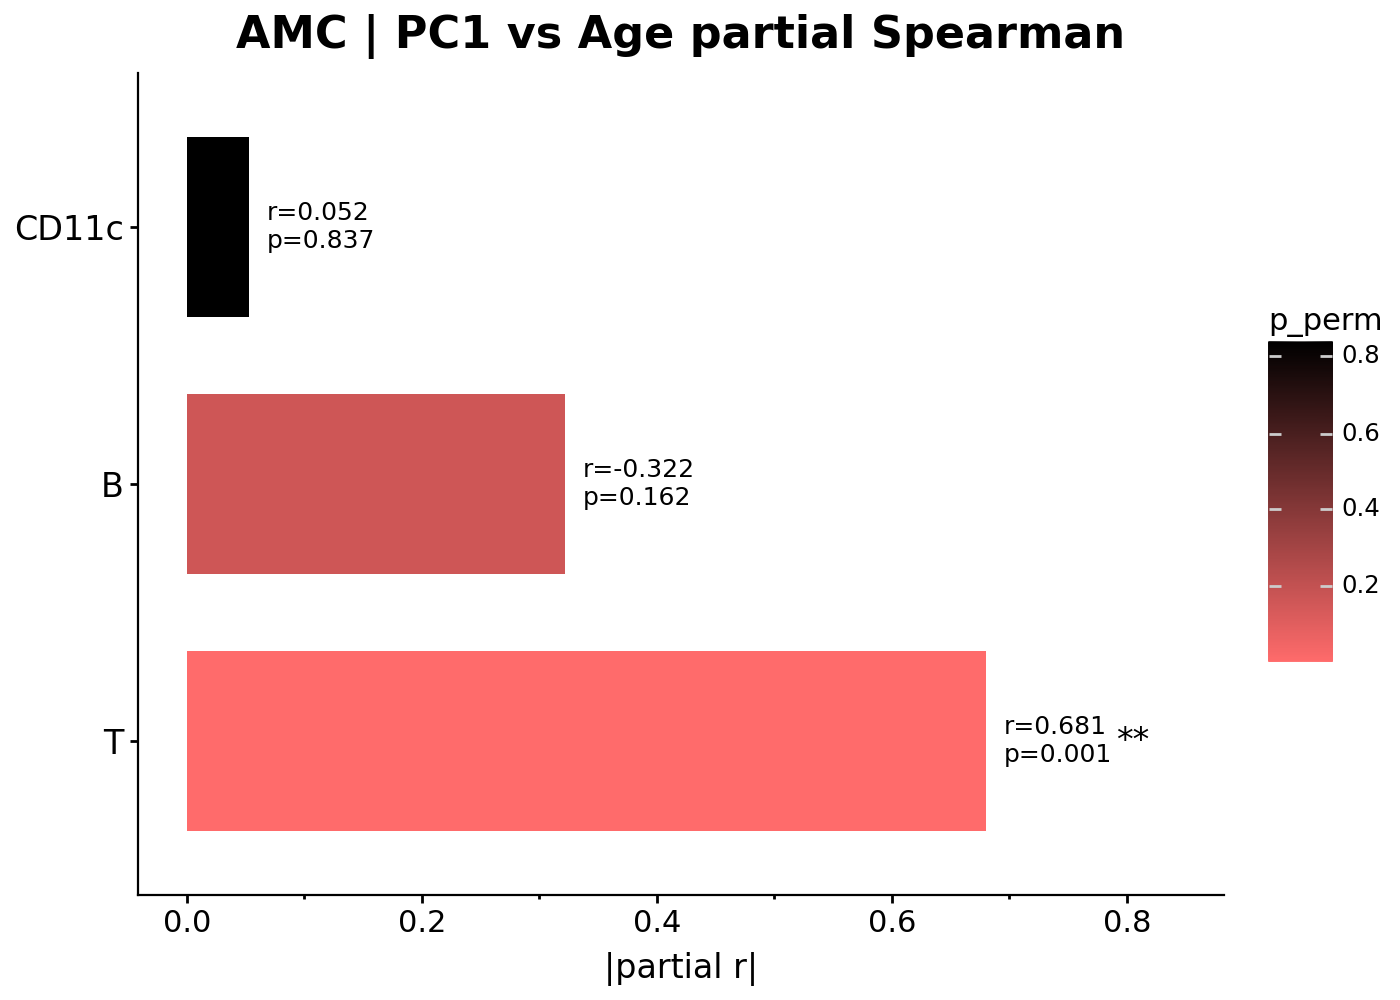 AMC | PC1 vs Age partial Spearman
CD11c
r=0.052
p=0.837
B
r=-0.322
p=0.162
T
r=0.681
p=0.001 **
0.0 0.2 0.4 0.6 0.8
|partial r|
p_perm
0.8
0.6
0.4
0.2